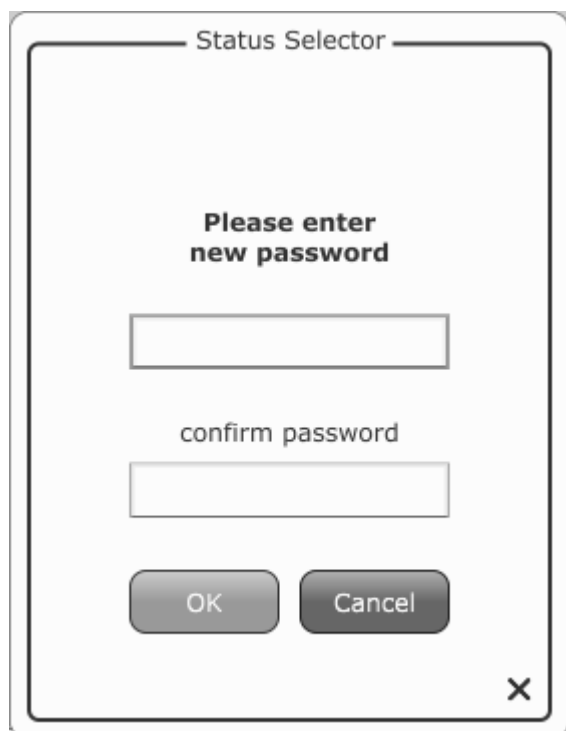 Status Selector
Please enter
new password
confirm password
OK
Cancel